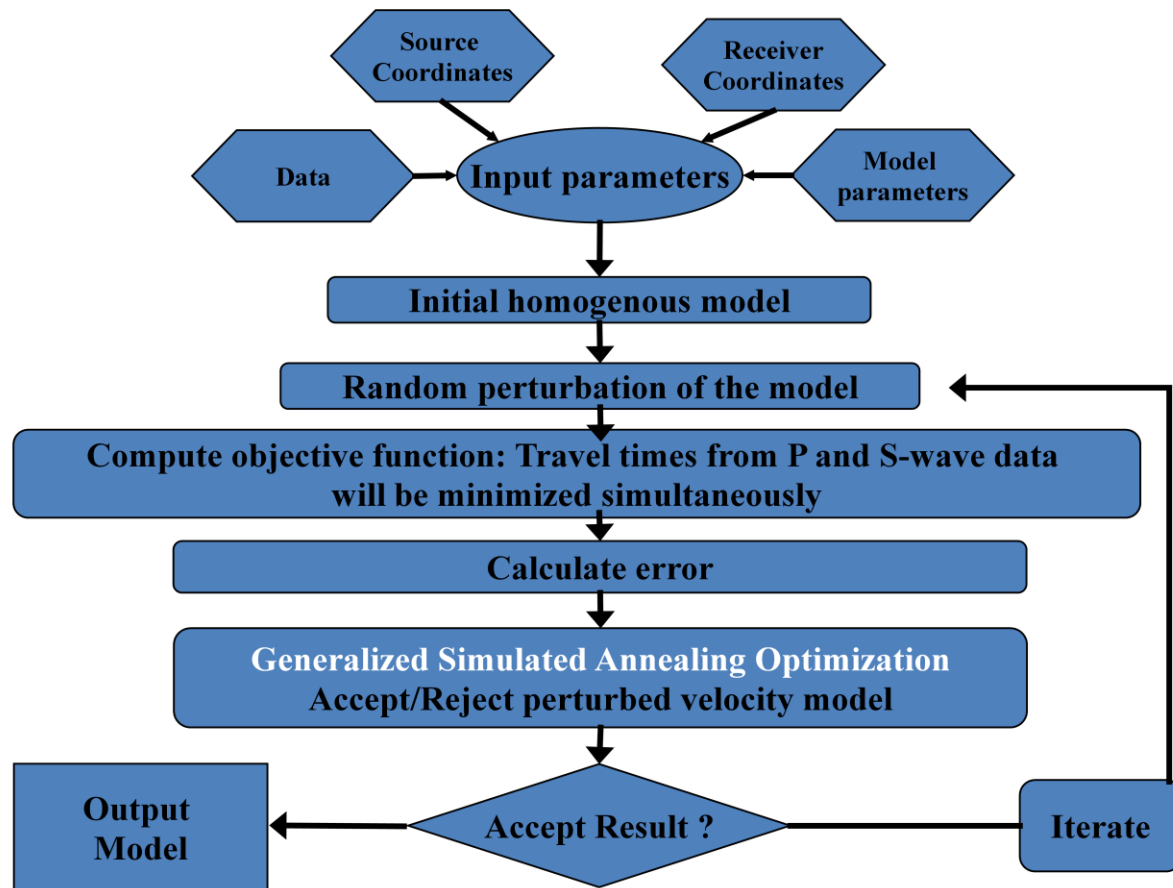 Source
Coordinates
Receiver
Coordinates
Data
Input parameters
Model
parameters
Initial homogenous model
Random perturbation of the model
Compute objective function: Travel times from P and S-wave data
will be minimized simultaneously
Calculate error
Generalized Simulated Annealing Optimization
Accept/Reject perturbed velocity model
Output
Model
Accept Result ?
Iterate